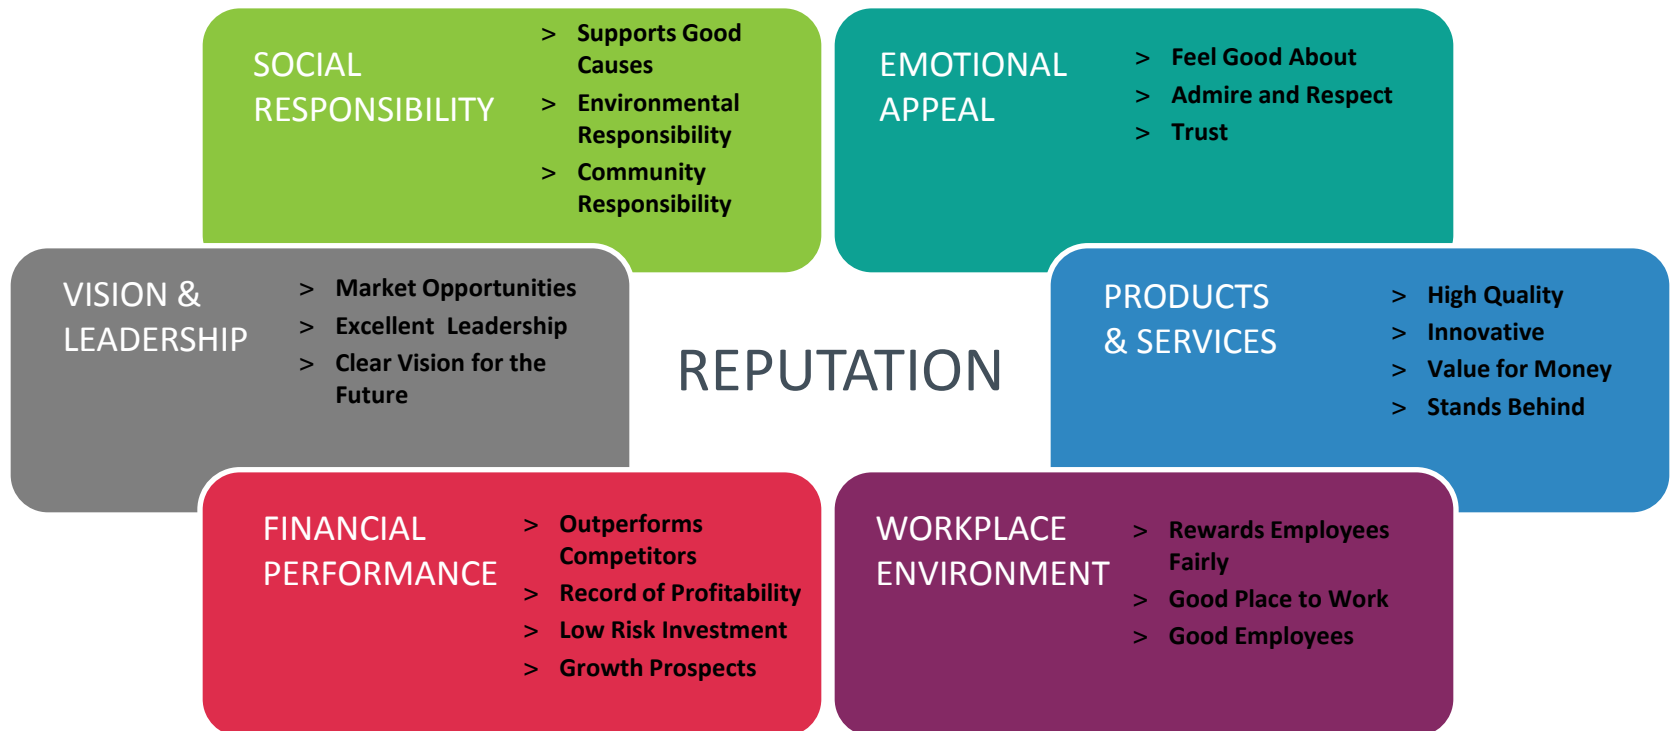 SOCIAL
RESPONSIBILITY
> Supports Good
Causes
> Environmental
Responsibility
> Community
Responsibility
EMOTIONAL
APPEAL
> Feel Good About
> Admire and Respect
> Trust
VISION &
LEADERSHIP
> Market Opportunities
> Excellent  Leadership
> Clear Vision for the
Future
REPUTATION
PRODUCTS
& SERVICES
> High Quality
> Innovative
> Value for Money
> Stands Behind
FINANCIAL
PERFORMANCE
> Outperforms
Competitors
> Record of Profitability
> Low Risk Investment
> Growth Prospects
WORKPLACE
ENVIRONMENT
> Rewards Employees
Fairly
> Good Place to Work
> Good Employees